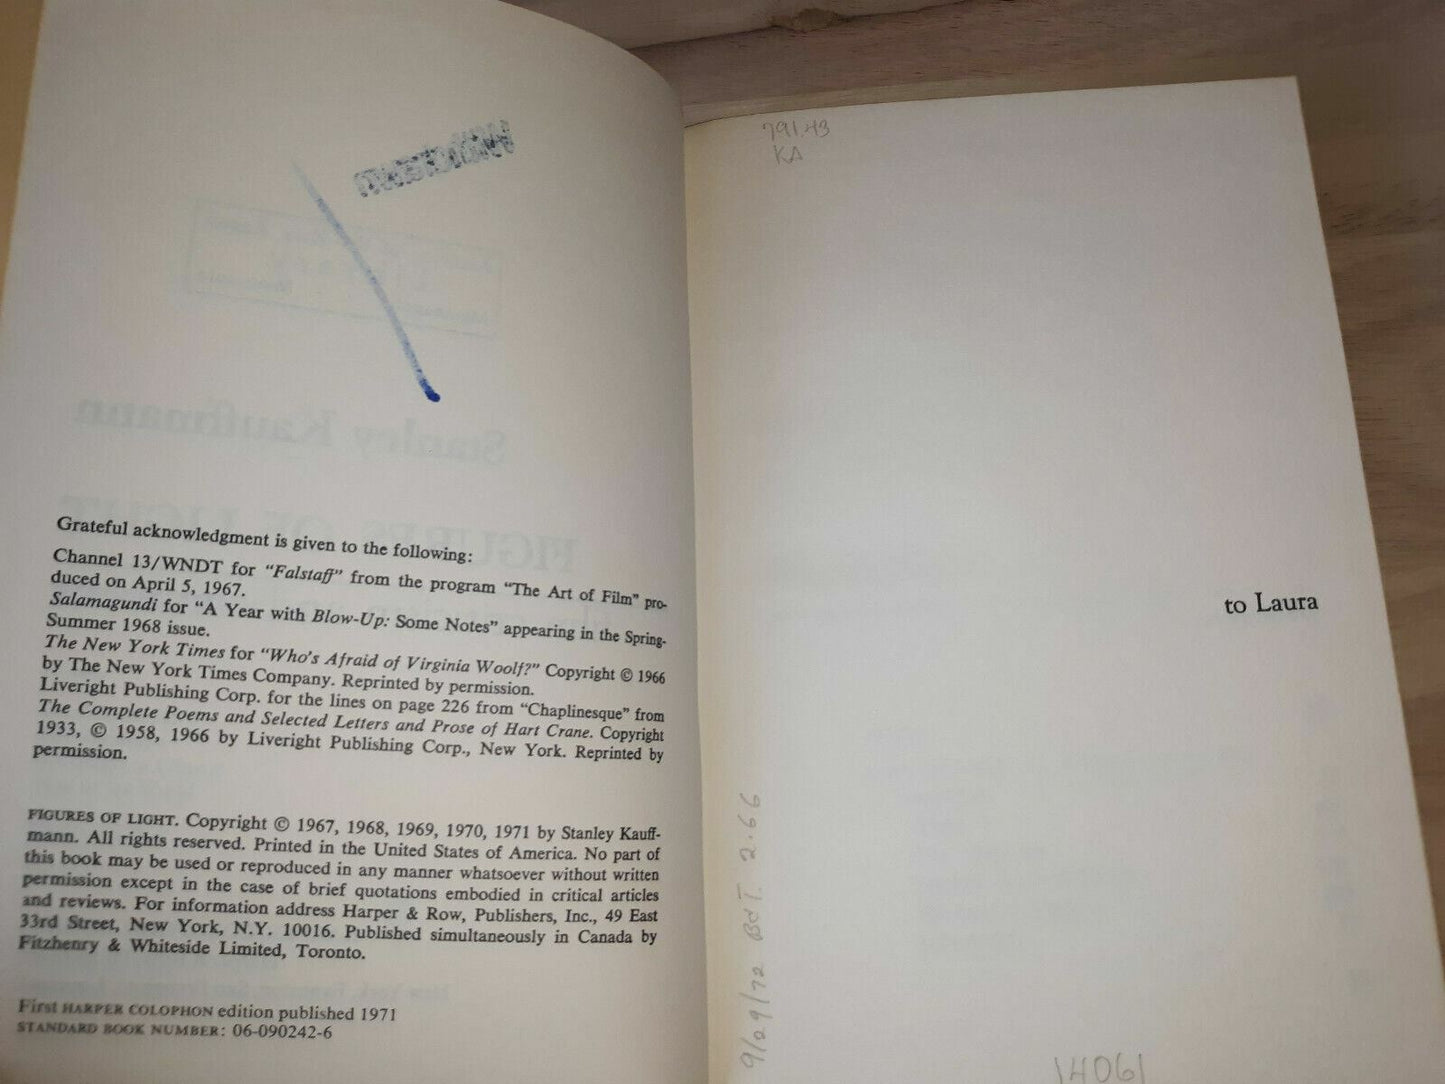 Grateful acknowledgment is given to the following:
Channel 13/WNDT for "Falstaff" from the program "The Art of Film" pro-
duced on April 5, 1967.
Salamagundi for "A Year with Blow-Up: Some Notes" appearing in the Spring-
Summer 1968 issue.
The New York Times for "Who's Afraid of Virginia Woolf?" Copyright © 1966
by The New York Times Company. Reprinted by permission.
Liveright Publishing Corp. for the lines on page 226 from "Chaplinesque" from
The Complete Poems and Selected Letters and Prose of Hart Crane. Copyright
1933, © 1958, 1966 by Liveright Publishing Corp., New York. Reprinted by
permission.
FIGURES OF LIGHT. Copyright © 1967, 1968, 1969, 1970, 1971 by Stanley Kauff-
mann. All rights reserved. Printed in the United States of America. No part of
this book may be used or reproduced in any manner whatsoever without written
permission except in the case of brief quotations embodied in critical articles
and reviews. For information address Harper & Row, Publishers, Inc., 49 East
33rd Street, New York, N.Y. 10016. Published simultaneously in Canada by
Fitzhenry & Whiteside Limited, Toronto.
First HARPER COLOPHON edition published 1971
STANDARD BOOK NUMBER: 06-090242-6
791.43
KA
to Laura
9/29/72 B&T. 2.66
14061